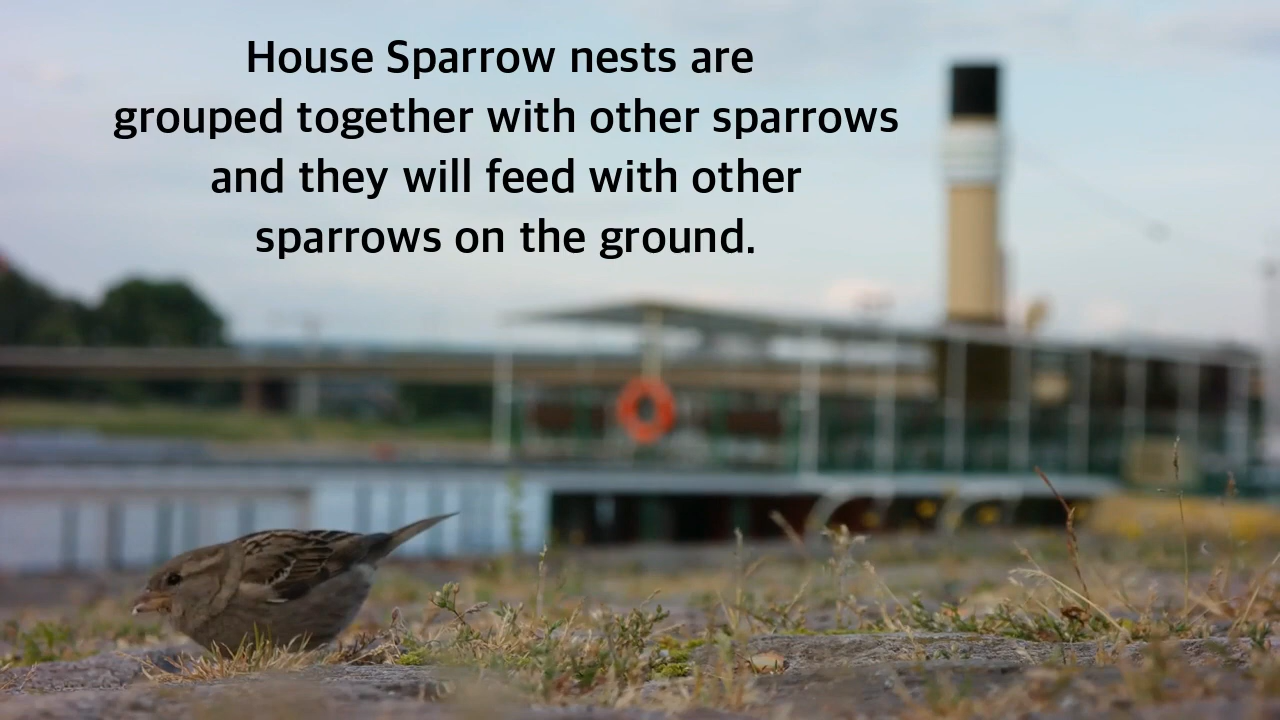 House Sparrow nests are
grouped together with other sparrows
and they will feed with other
sparrows on the ground.